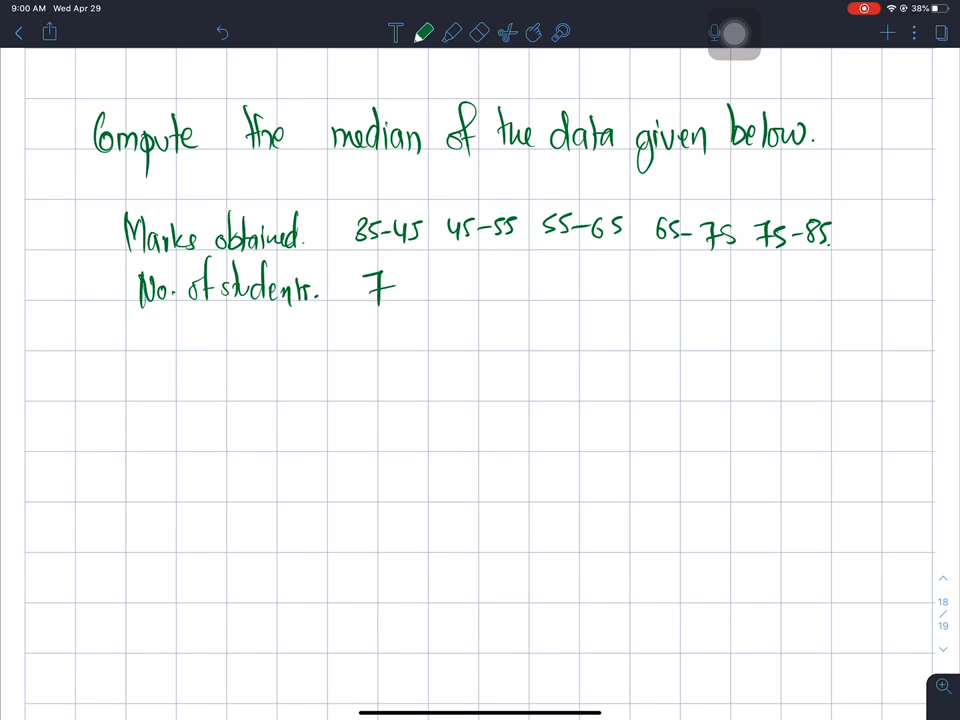 9:00 AM Wed Apr 29
38%
T
Compute the median of the data given below.
Marks obtained. 35-45 45-55 55-65 65-75 75-85.
No. of students. 7
18
/
19